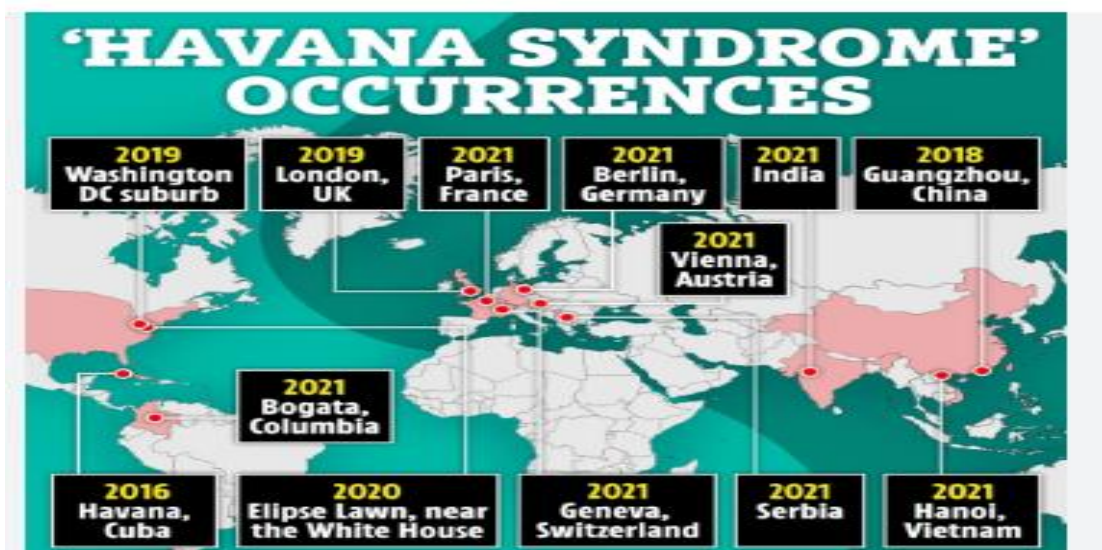 ‘HAVANA SYNDROME’
OCCURRENCES
2019
Washington
DC suburb
2019
London,
UK
2021
Paris,
France
2021
Berlin,
Germany
2021
India
2018
Guangzhou,
China
2021
Vienna,
Austria
2021
Bogata,
Columbia
2016
Havana,
Cuba
2020
Elipse Lawn, near
the White House
2021
Geneva,
Switzerland
2021
Serbia
2021
Hanoi,
Vietnam